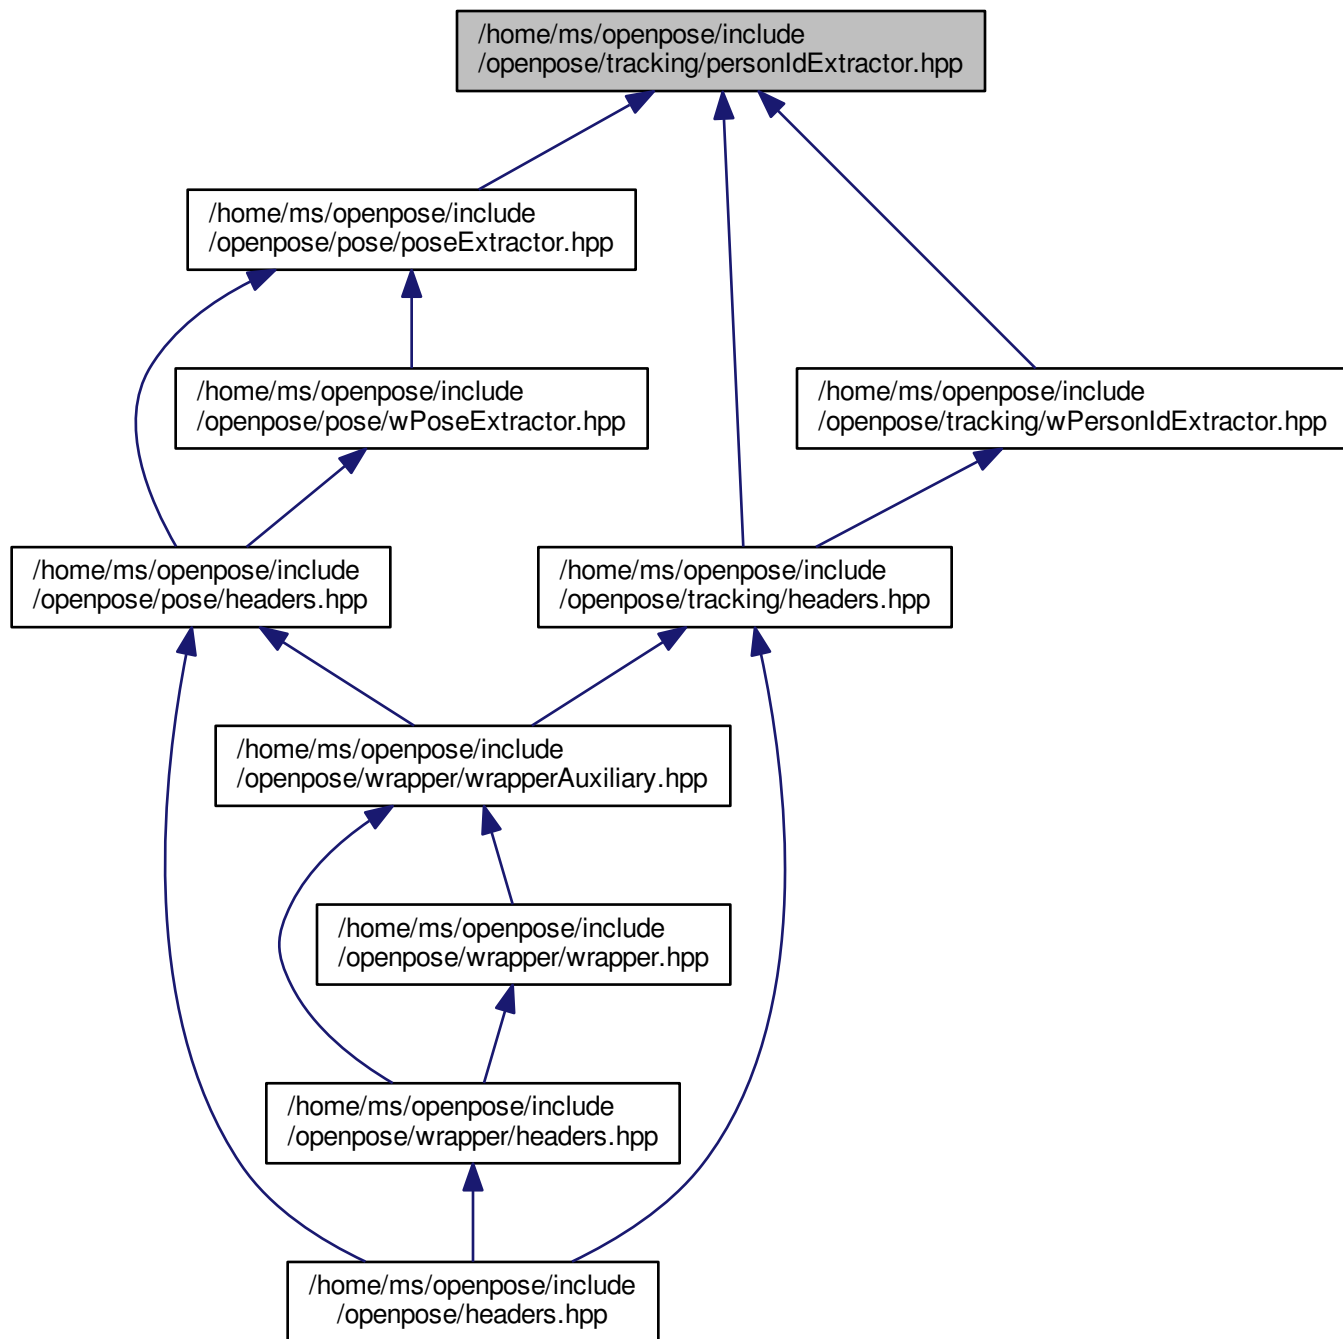 /home/ms/openpose/include
/openpose/tracking/personIdExtractor.hpp
/home/ms/openpose/include
/openpose/pose/poseExtractor.hpp
/home/ms/openpose/include
/openpose/pose/wPoseExtractor.hpp
/home/ms/openpose/include
/openpose/tracking/wPersonIdExtractor.hpp
/home/ms/openpose/include
/openpose/pose/headers.hpp
/home/ms/openpose/include
/openpose/tracking/headers.hpp
/home/ms/openpose/include
/openpose/wrapper/wrapperAuxiliary.hpp
/home/ms/openpose/include
/openpose/wrapper/wrapper.hpp
/home/ms/openpose/include
/openpose/wrapper/headers.hpp
/home/ms/openpose/include
/openpose/headers.hpp